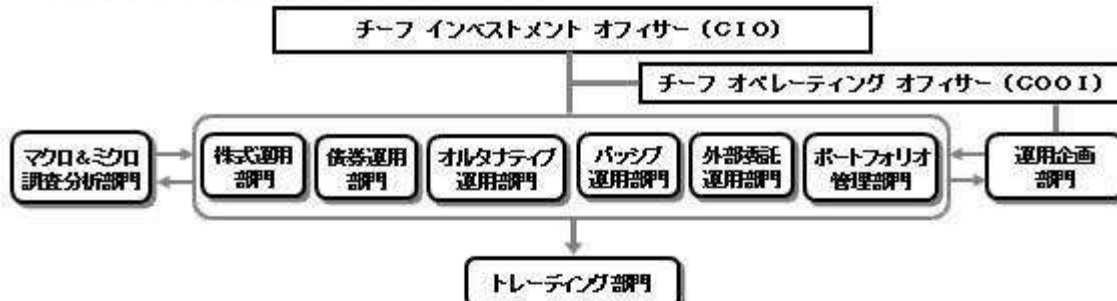 チーフ インベストメント オフィサー (CIO)
チーフ オペレーティング オフィサー (COOI)
マクロ&ミクロ
調査分析部門
株式運用
部門
債券運用
部門
オルタナティブ
運用部門
パッシブ
運用部門
外部委託
運用部門
ポートフォリオ
管理部門
運用企画
部門
トレーディング部門